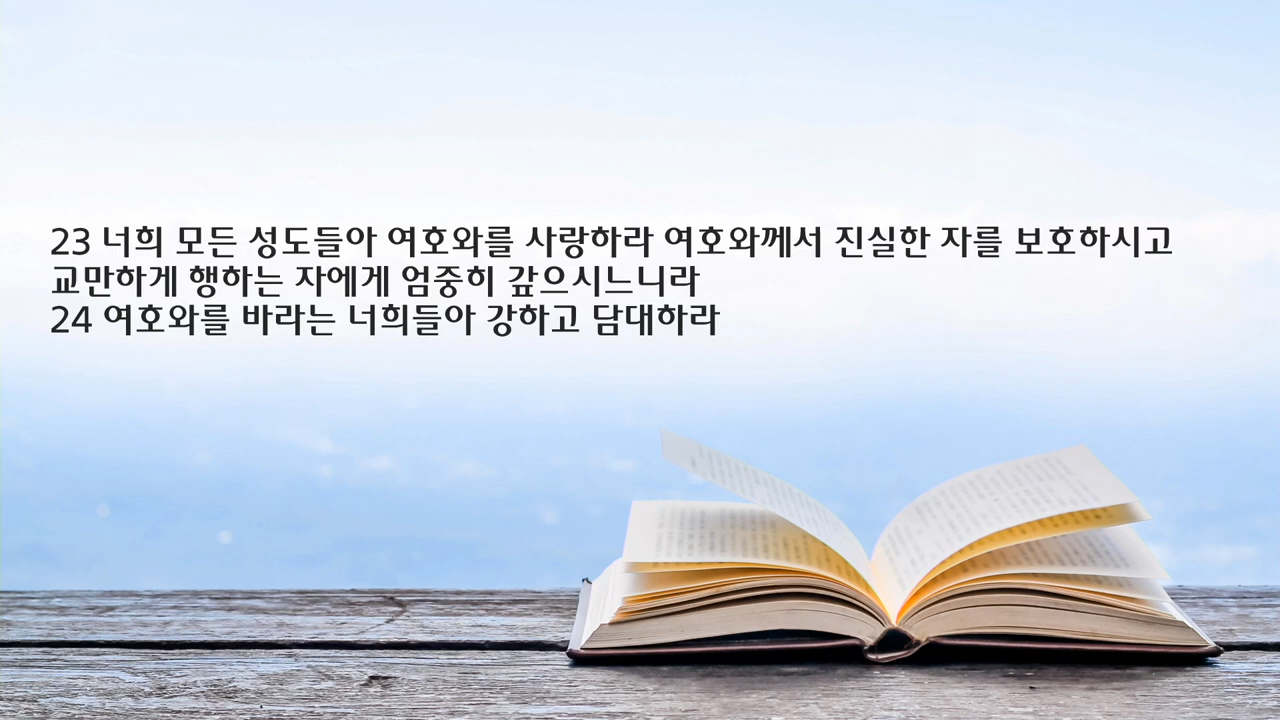 23 너희 모든 성도들아 여호와를 사랑하라 여호와께서 진실한 자를 보호하시고
교만하게 행하는 자에게 엄중히 갚으시느니라
24 여호와를 바라는 너희들아 강하고 담대하라